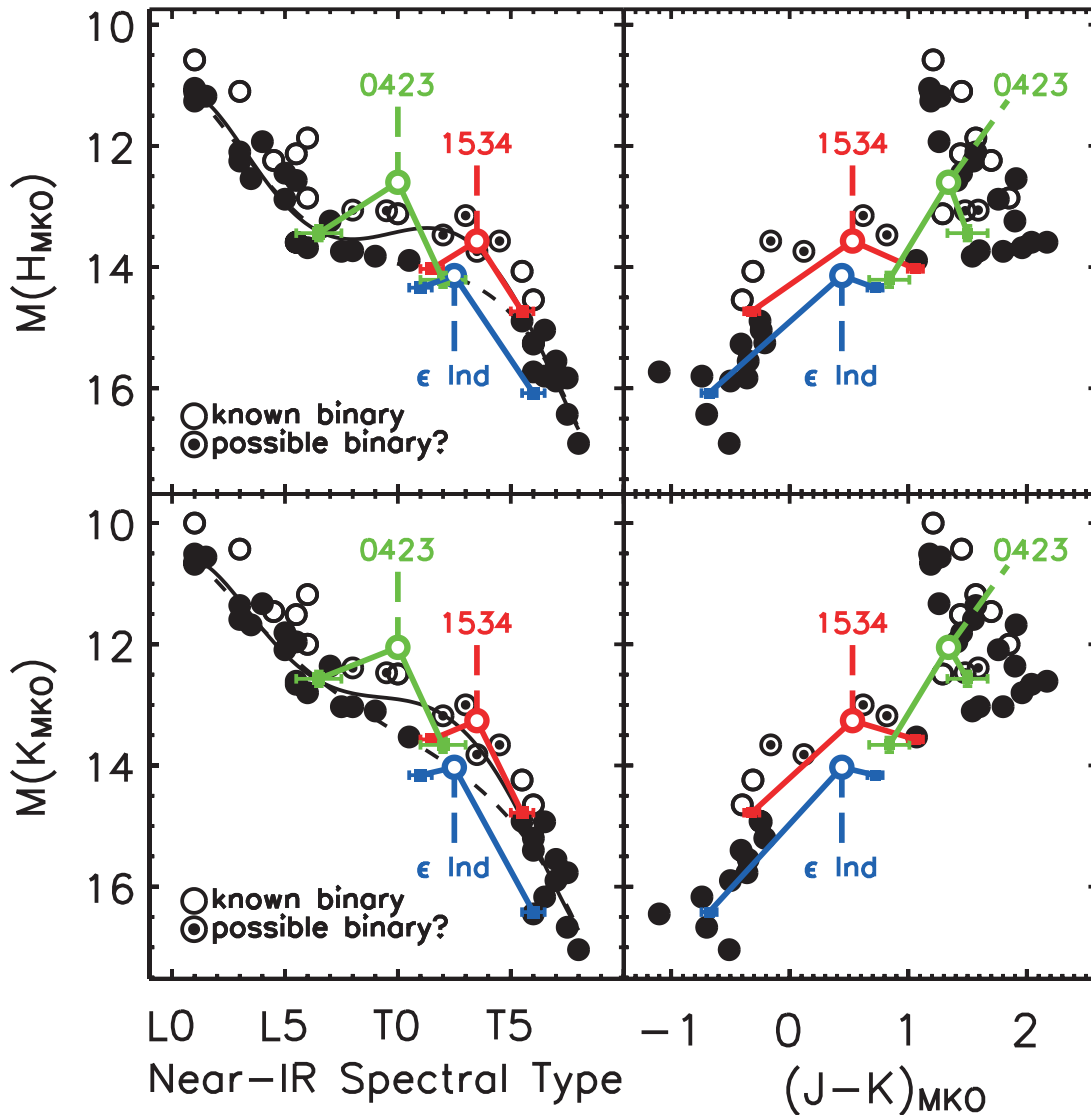 10
12
14
16
M(H_MKO)
0423
1534
ϵ Ind
known binary
possible binary?
0423
1534
ϵ Ind
10
12
14
16
M(K_MKO)
0423
1534
ϵ Ind
known binary
possible binary?
0423
1534
ϵ Ind
L0 L5 T0 T5
Near-IR Spectral Type
-1 0 1 2
(J-K)_MKO